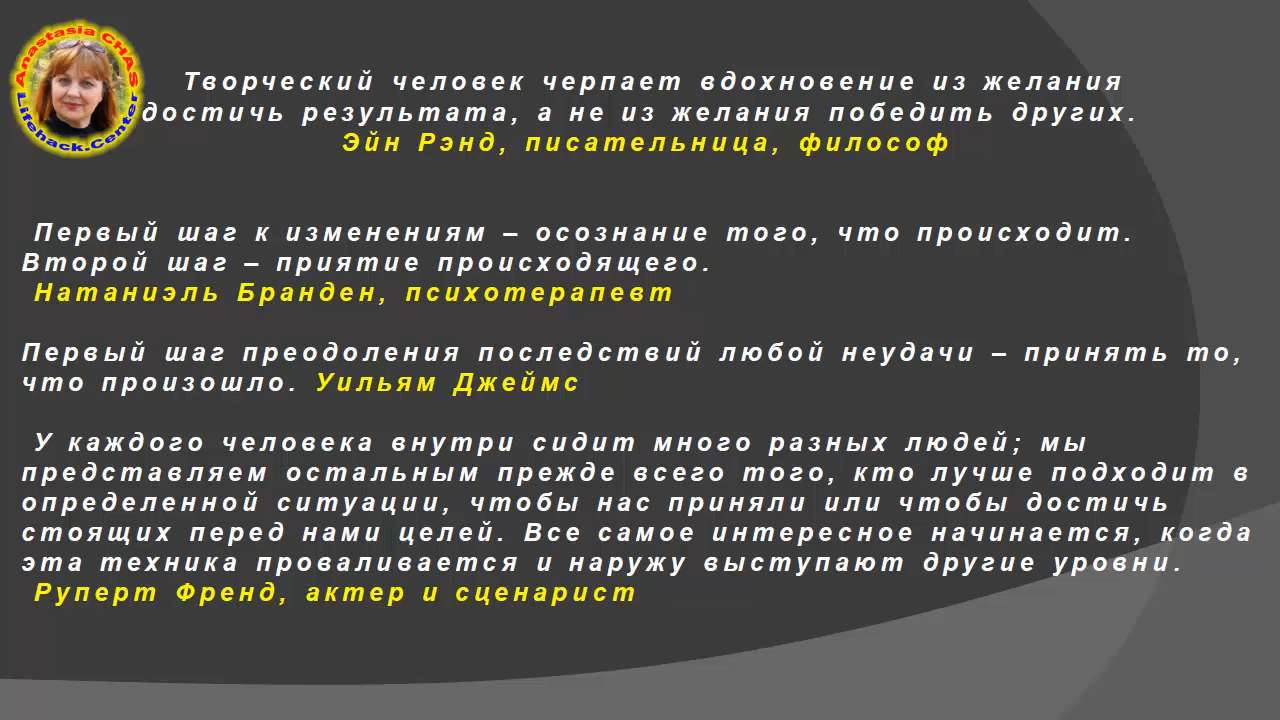 Anastasia CHAS
Lifehack.Center
Творческий человек черпает вдохновение из желания
достичь результата, а не из желания победить других.
Эйн Рэнд, писательница, философ
Первый шаг к изменениям – осознание того, что происходит.
Второй шаг – приятие происходящего.
Натаниэль Бранден, психотерапевт
Первый шаг преодоления последствий любой неудачи – принять то,
что произошло. Уильям Джеймс
У каждого человека внутри сидит много разных людей; мы
представляем остальным прежде всего того, кто лучше подходит в
определенной ситуации, чтобы нас приняли или чтобы достичь
стоящих перед нами целей. Все самое интересное начинается, когда
эта техника проваливается и наружу выступают другие уровни.
Руперт Френд, актер и сценарист